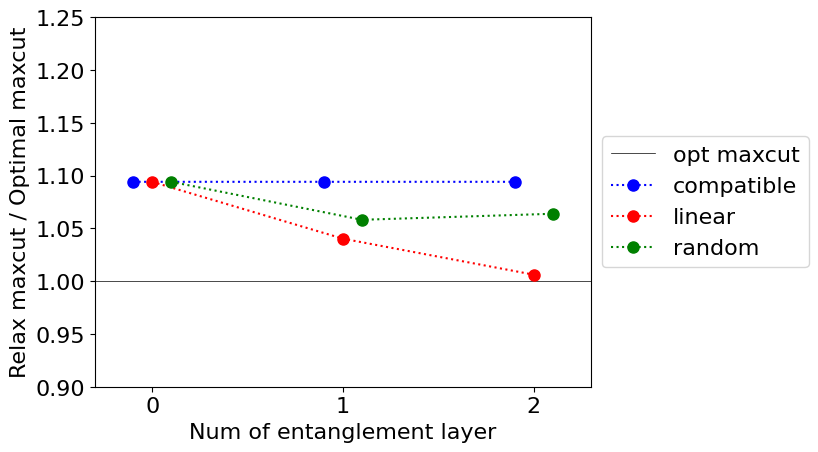 1.25
1.20
1.15
1.10
1.05
1.00
0.95
0.90
Relax maxcut / Optimal maxcut
0 1 2
Num of entanglement layer
opt maxcut
compatible
linear
random